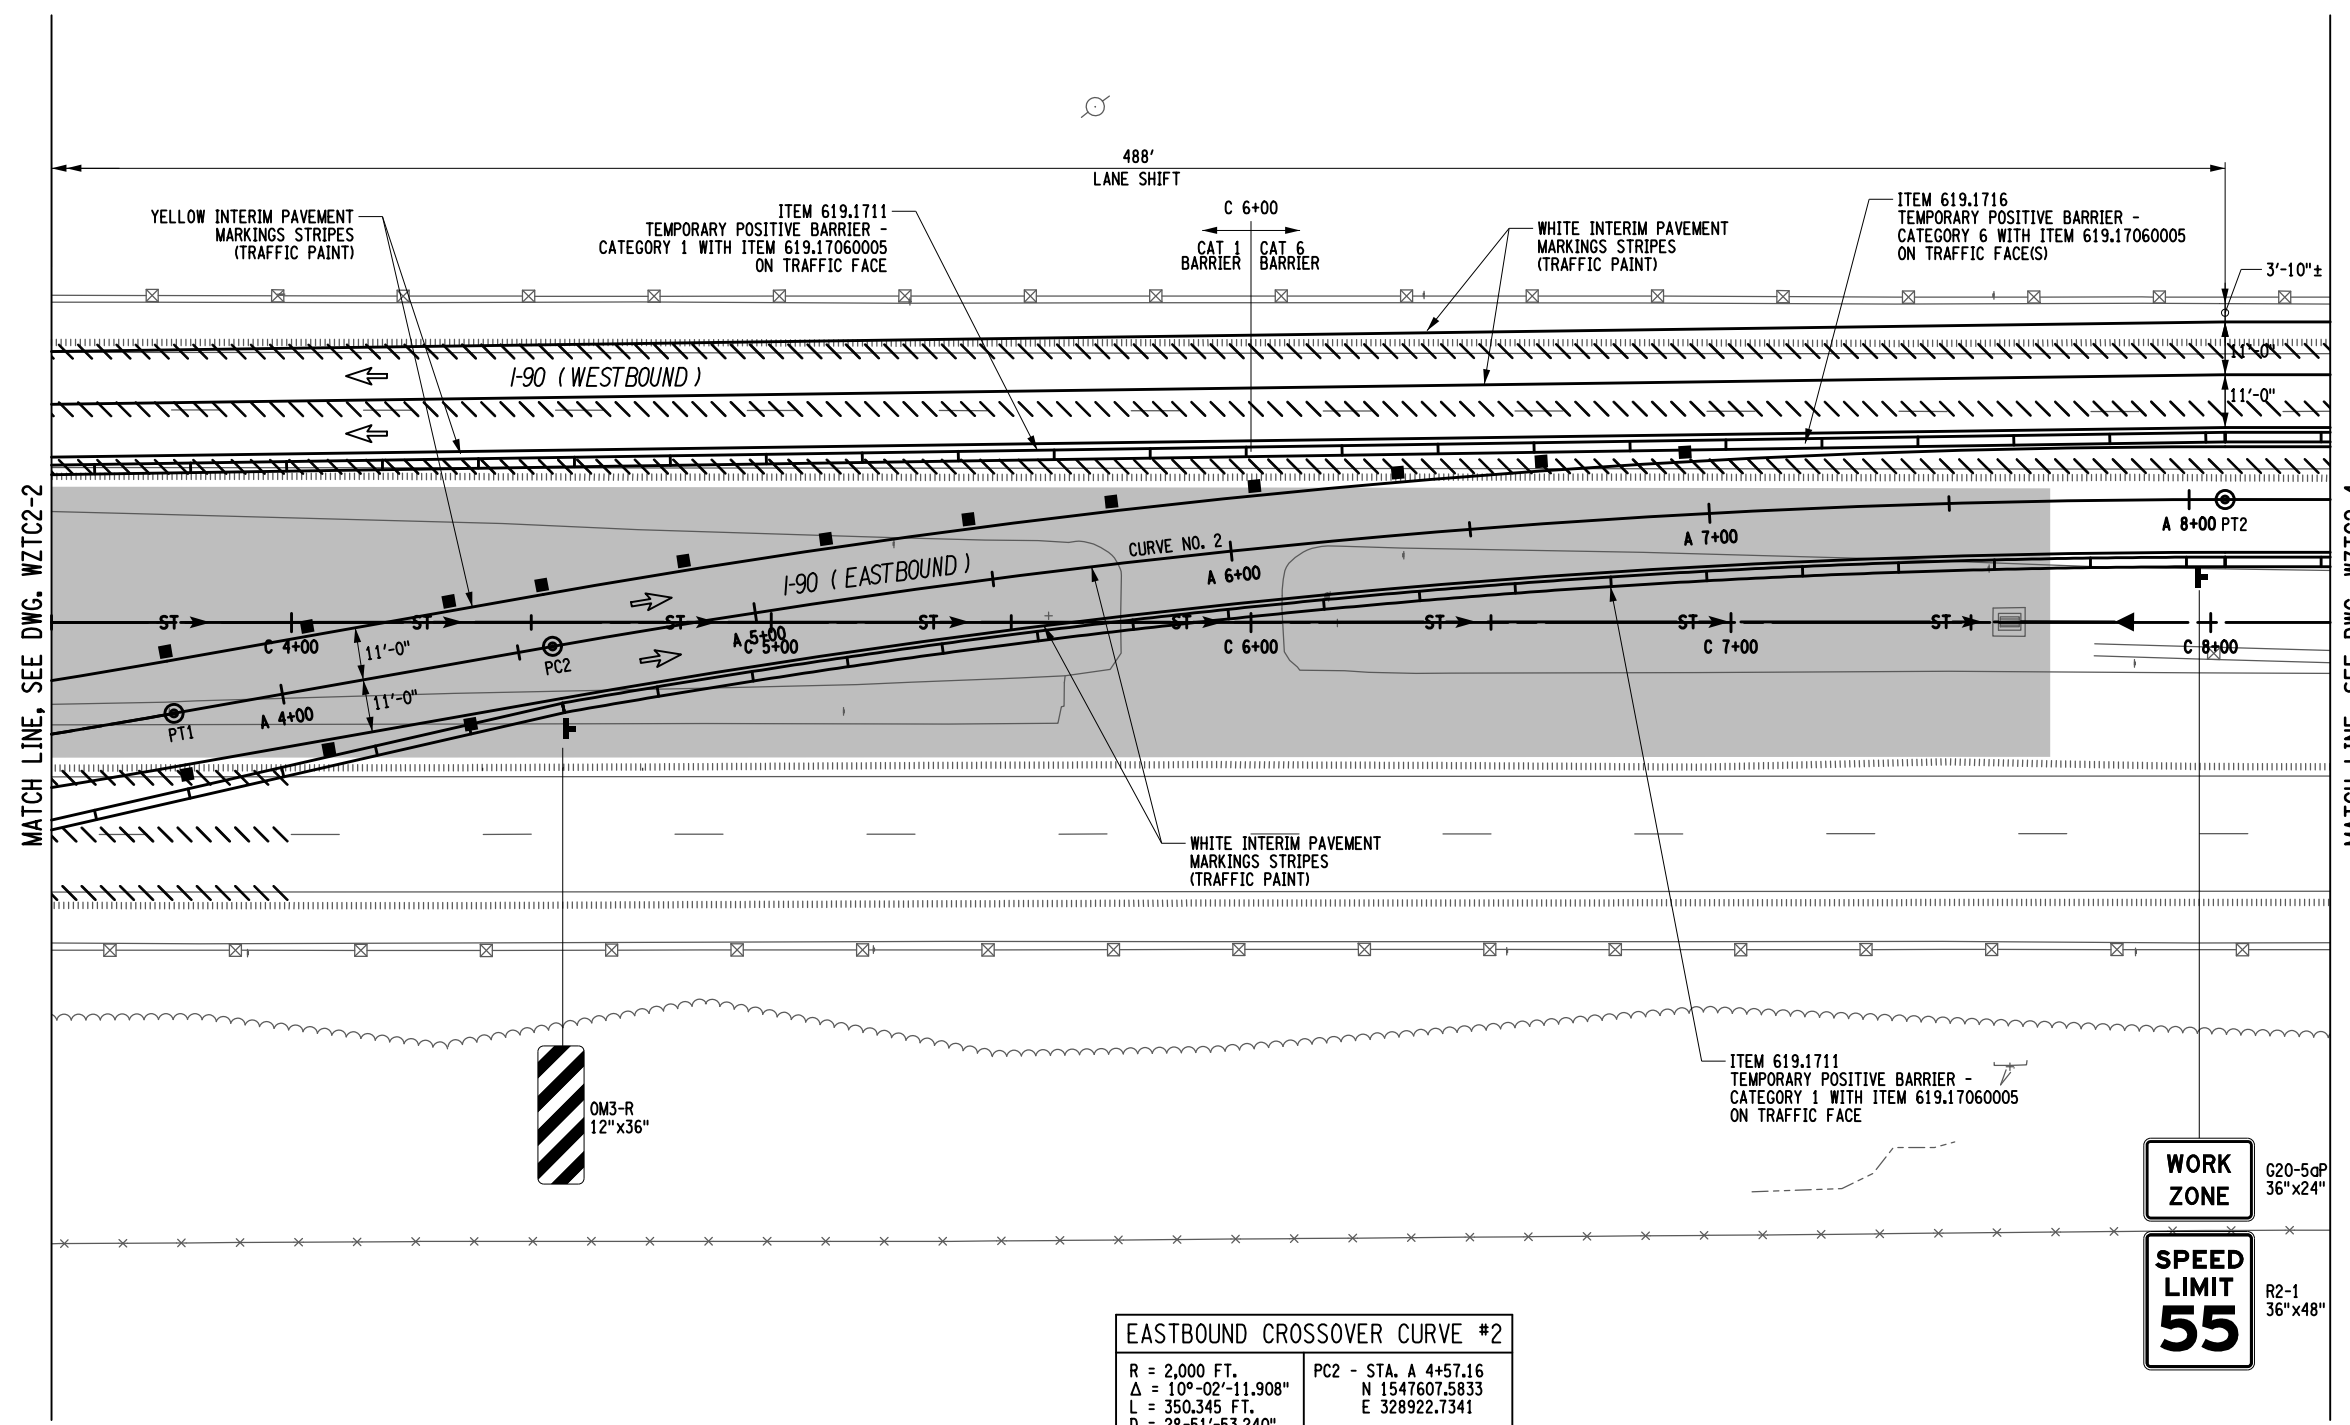 488'
LANE SHIFT
YELLOW INTERIM PAVEMENT
MARKINGS STRIPES
(TRAFFIC PAINT)
ITEM 619.1711
TEMPORARY POSITIVE BARRIER -
CATEGORY 1 WITH ITEM 619.17060005
ON TRAFFIC FACE
C 6+00
CAT 1
BARRIER
CAT 6
BARRIER
WHITE INTERIM PAVEMENT
MARKINGS STRIPES
(TRAFFIC PAINT)
ITEM 619.1716
TEMPORARY POSITIVE BARRIER -
CATEGORY 6 WITH ITEM 619.17060005
ON TRAFFIC FACE(S)
3'-10"±
11'-0"
11'-0"
I-90 (WESTBOUND)
MATCH LINE, SEE DWG. WZTC2-2
I-90 (EASTBOUND)
CURVE NO. 2
A 7+00
A 8+00 PT2
A 6+00
ST
ST
ST
ST
ST
ST
ST
ST
C 4+00
11'-0"
PC2
A 5+00
C 5+00
C 6+00
C 7+00
C 8+00
11'-0"
A 4+00
PT1
WHITE INTERIM PAVEMENT
MARKINGS STRIPES
(TRAFFIC PAINT)
ITEM 619.1711
TEMPORARY POSITIVE BARRIER -
CATEGORY 1 WITH ITEM 619.17060005
ON TRAFFIC FACE
OM3-R
12"x36"
WORK
ZONE
G20-5aP
36"x24"
SPEED
LIMIT
55
R2-1
36"x48"
EASTBOUND CROSSOVER CURVE #2
R = 2,000 FT.
Δ = 10°-02'-11.908"
L = 350.345 FT.
PC2 - STA. A 4+57.16
N 1547607.5833
E 328922.7341